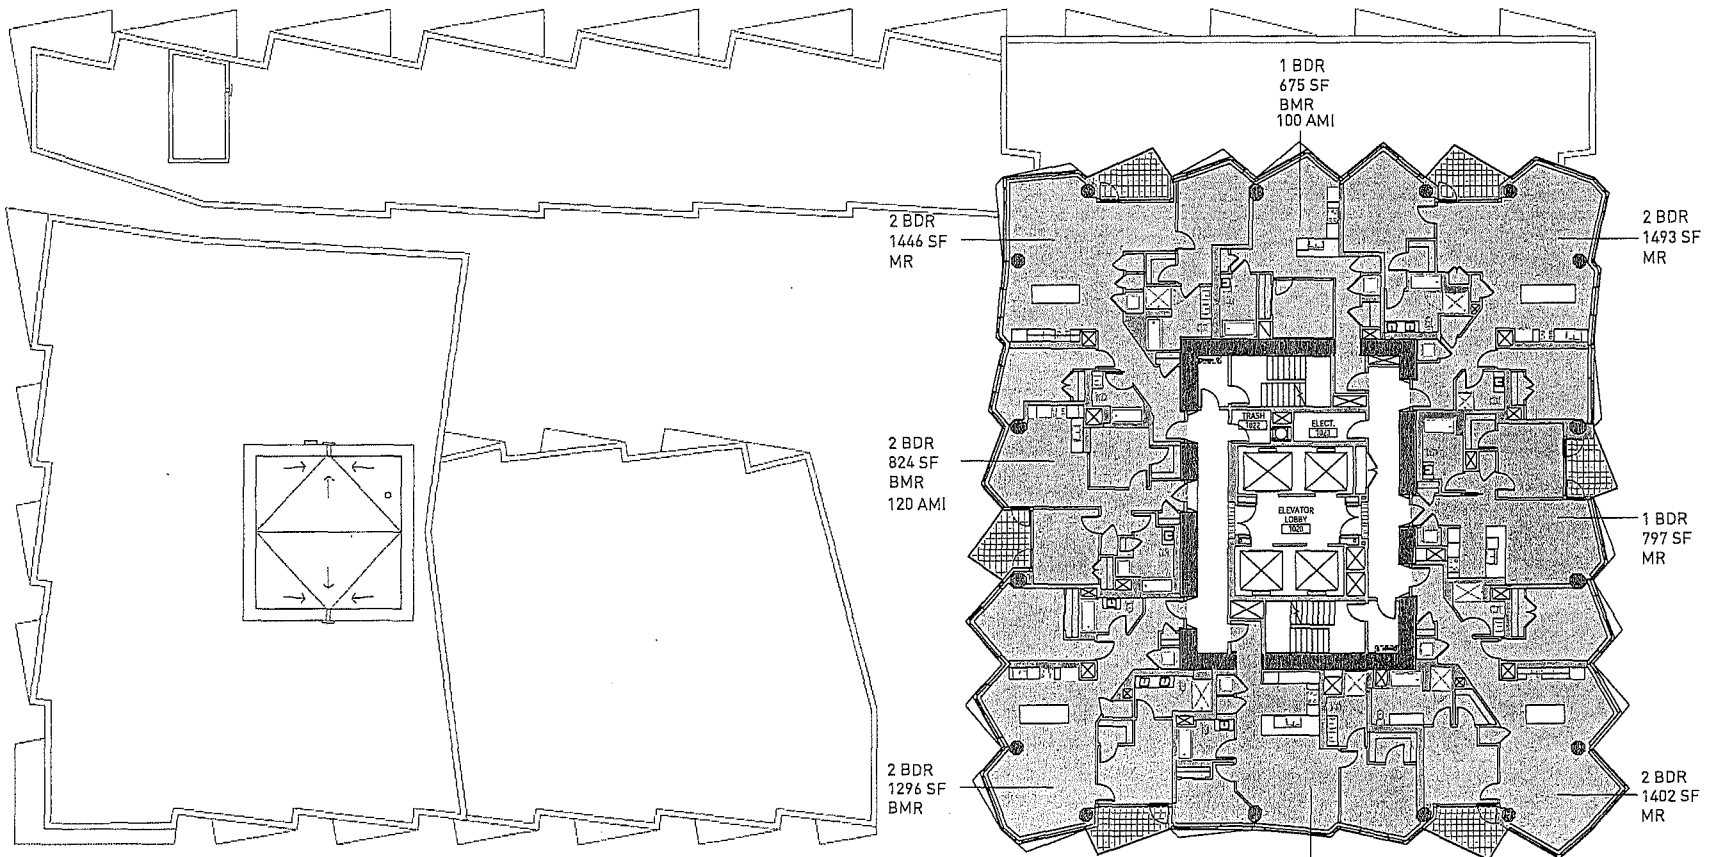 1 BDR
675 SF
BMR
100 AMI
2 BDR
1446 SF
MR
2 BDR
1493 SF
MR
TRASH
1022
ELECT.
2 BDR
824 SF
BMR
120 AMI
ELEVATOR
LOBBY
1020
1 BDR
797 SF
MR
2 BDR
1296 SF
BMR
2 BDR
1402 SF
MR